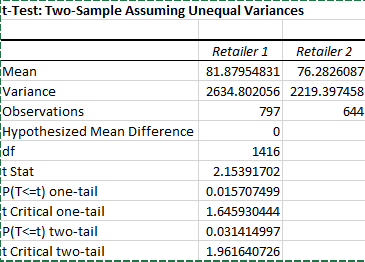 t-Test: Two-Sample Assuming Unequal Variances
Retailer 1 Retailer 2
Mean 81.87954831 76.2826087
Variance 2634.802056 2219.397458
Observations 797 644
Hypothesized Mean Difference 0
df 1416
t Stat 2.15391702
P(T<=t) one-tail 0.015707499
t Critical one-tail 1.645930444
P(T<=t) two-tail 0.031414997
t Critical two-tail 1.961640726